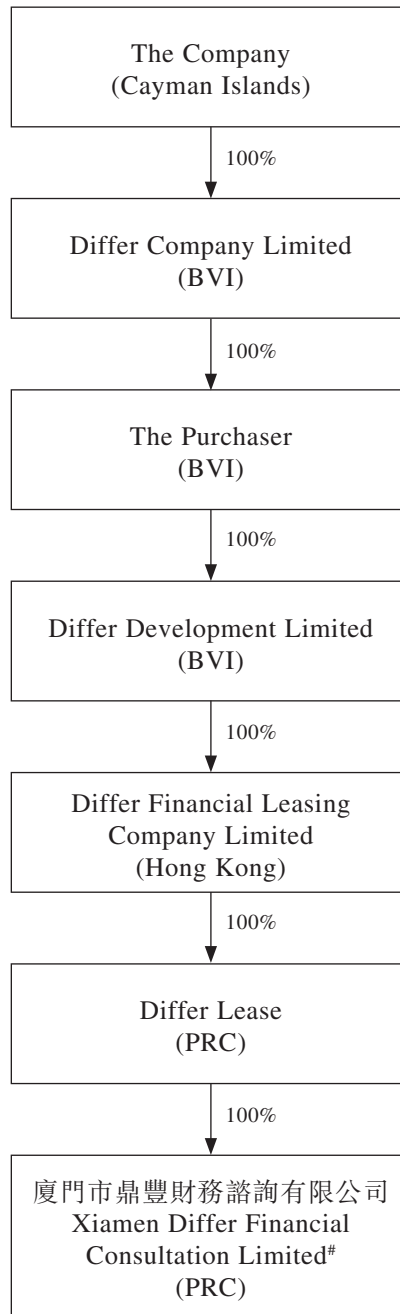 The Company
(Cayman Islands)
100%
Differ Company Limited
(BVI)
100%
The Purchaser
(BVI)
100%
Differ Development Limited
(BVI)
100%
Differ Financial Leasing
Company Limited
(Hong Kong)
100%
Differ Lease
(PRC)
100%
廈門市鼎豐財務諮詢有限公司
Xiamen Differ Financial
Consultation Limited#
(PRC)